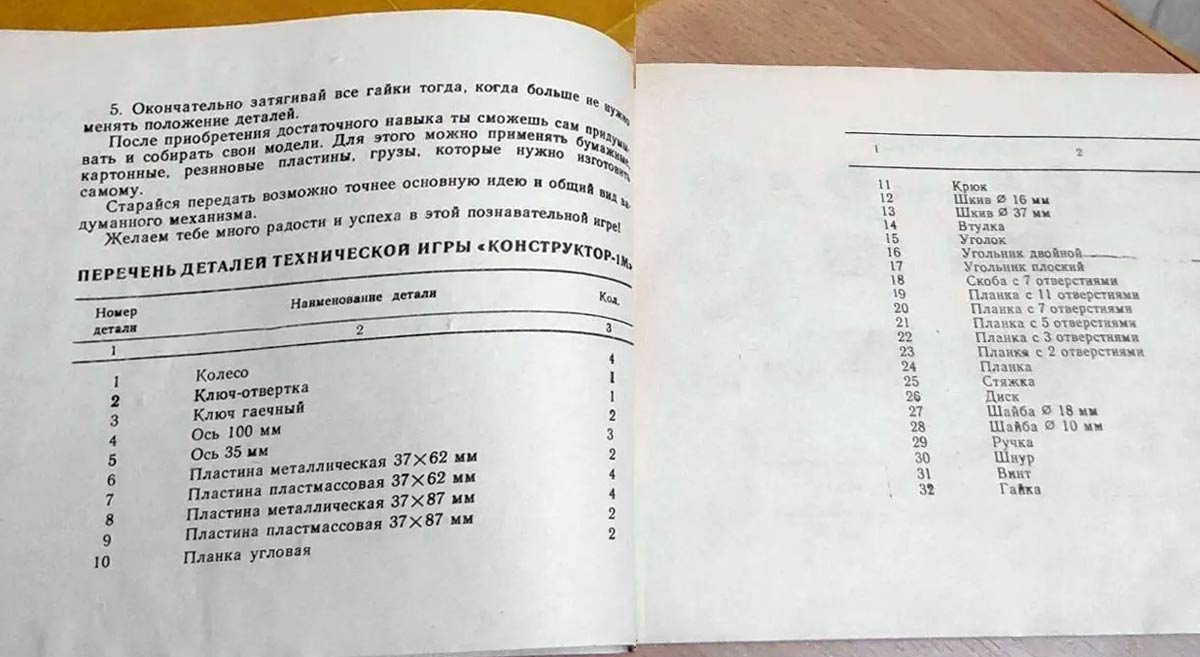 5. Окончательно затягивай все гайки тогда, когда больше не нужно
менять положение деталей.
После приобретения достаточного навыка ты сможешь сам придумы-
вать и собирать свои модели. Для этого можно применять бумажные,
картонные, резиновые пластины, грузы, которые нужно изготовить
самому.
Старайся передать возможно точнее основную идею и общий вид за-
думанного механизма.
Желаем тебе много радости и успеха в этой познавательной игре!
ПЕРЕЧЕНЬ ДЕТАЛЕЙ ТЕХНИЧЕСКОЙ ИГРЫ «КОНСТРУКТОР-1М»
Номер детали Наименование детали Кол.
1 2 3
1 Колесо 4
2 Ключ-отвертка 1
3 Ключ гаечный 1
4 Ось 100 мм 2
5 Ось 35 мм 3
6 Пластина металлическая 37×62 мм 2
7 Пластина пластмассовая 37×62 мм 4
8 Пластина металлическая 37×87 мм 4
9 Пластина пластмассовая 37×87 мм 2
10 Планка угловая 2
1 2
11 Крюк
12 Шкив ∅ 16 мм
13 Шкив ∅ 37 мм
14 Втулка
15 Уголок
16 Угольник двойной
17 Угольник плоский
18 Скоба с 7 отверстиями
19 Планка с 11 отверстиями
20 Планка с 7 отверстиями
21 Планка с 5 отверстиями
22 Планка с 3 отверстиями
23 Планка с 2 отверстиями
24 Планка
25 Стяжка
26 Диск
27 Шайба ∅ 18 мм
28 Шайба ∅ 10 мм
29 Ручка
30 Шнур
31 Винт
32 Гайка